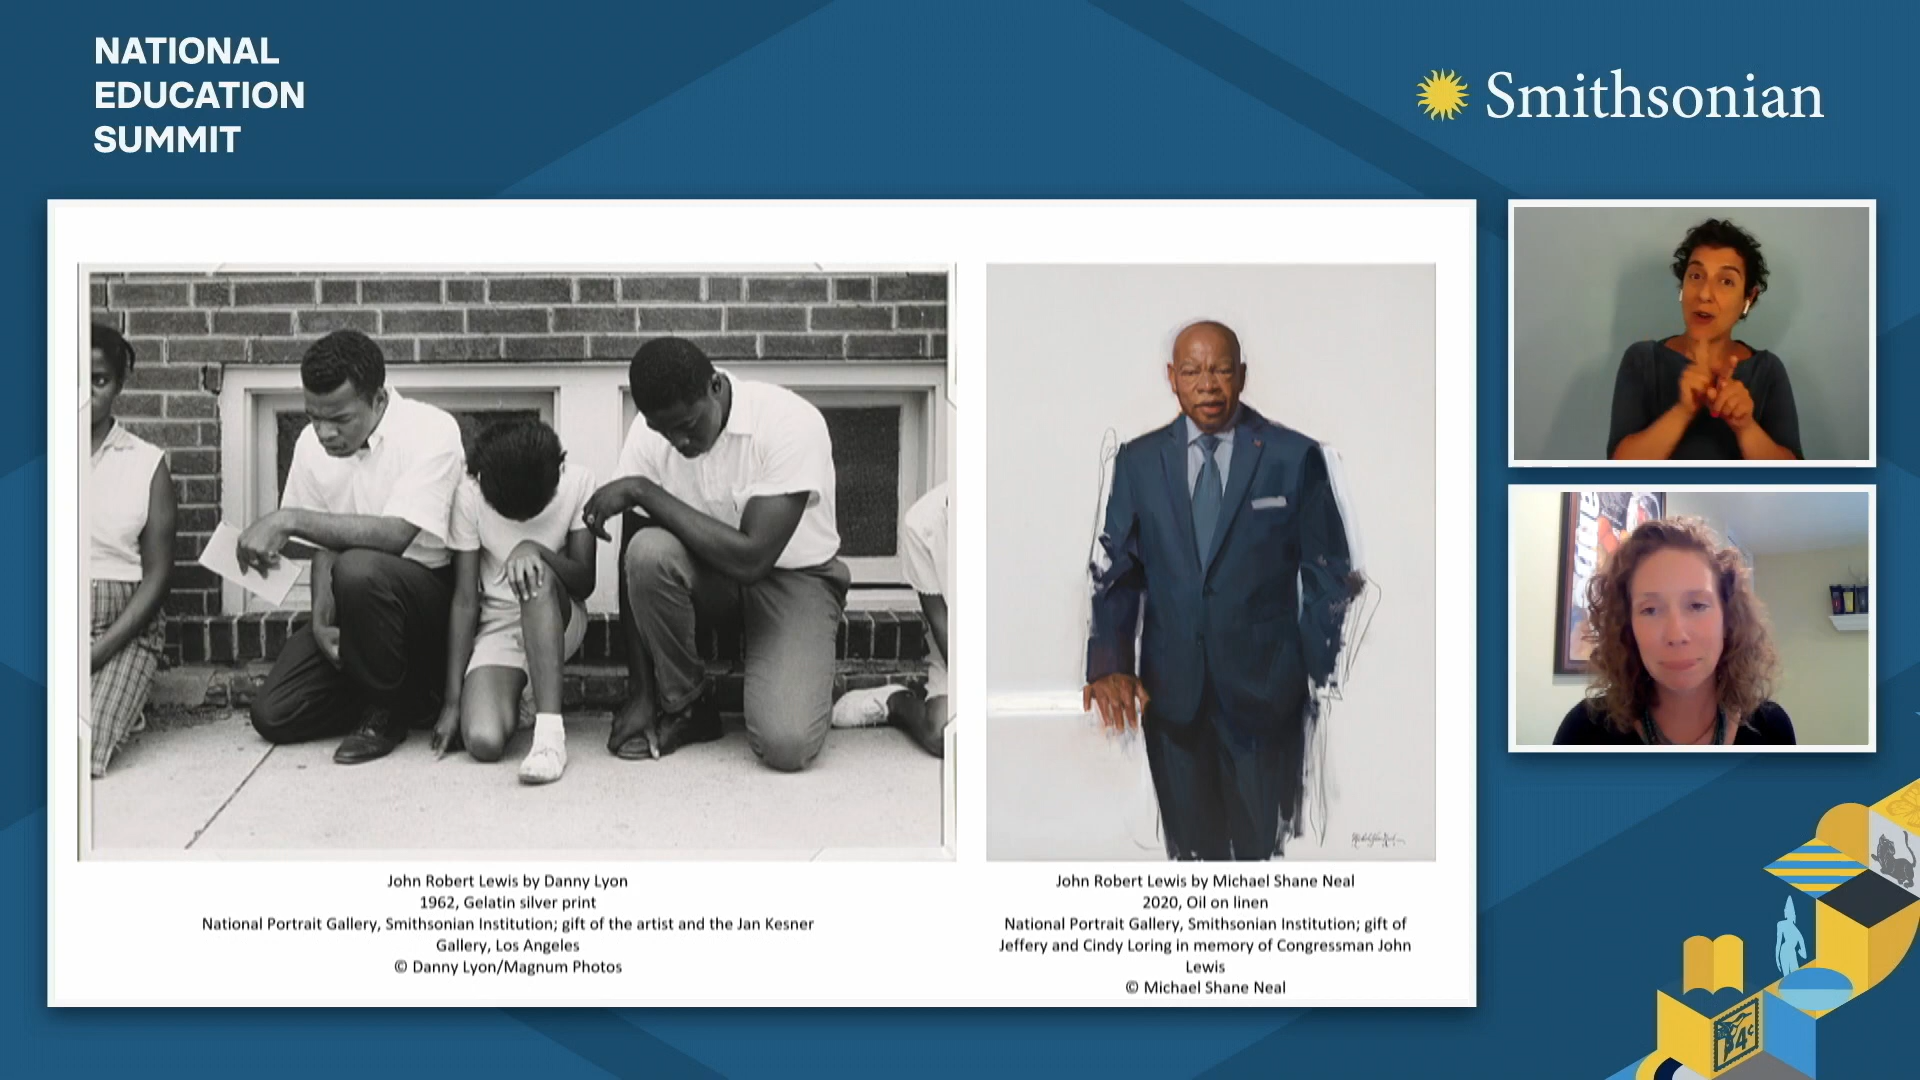 NATIONAL
EDUCATION
SUMMIT
Smithsonian
John Robert Lewis by Danny Lyon
1962, Gelatin silver print
National Portrait Gallery, Smithsonian Institution; gift of the artist and the Jan Kesner
Gallery, Los Angeles
© Danny Lyon/Magnum Photos
John Robert Lewis by Michael Shane Neal
2020, Oil on linen
National Portrait Gallery, Smithsonian Institution; gift of
Jeffery and Cindy Loring in memory of Congressman John
Lewis
© Michael Shane Neal
4¢